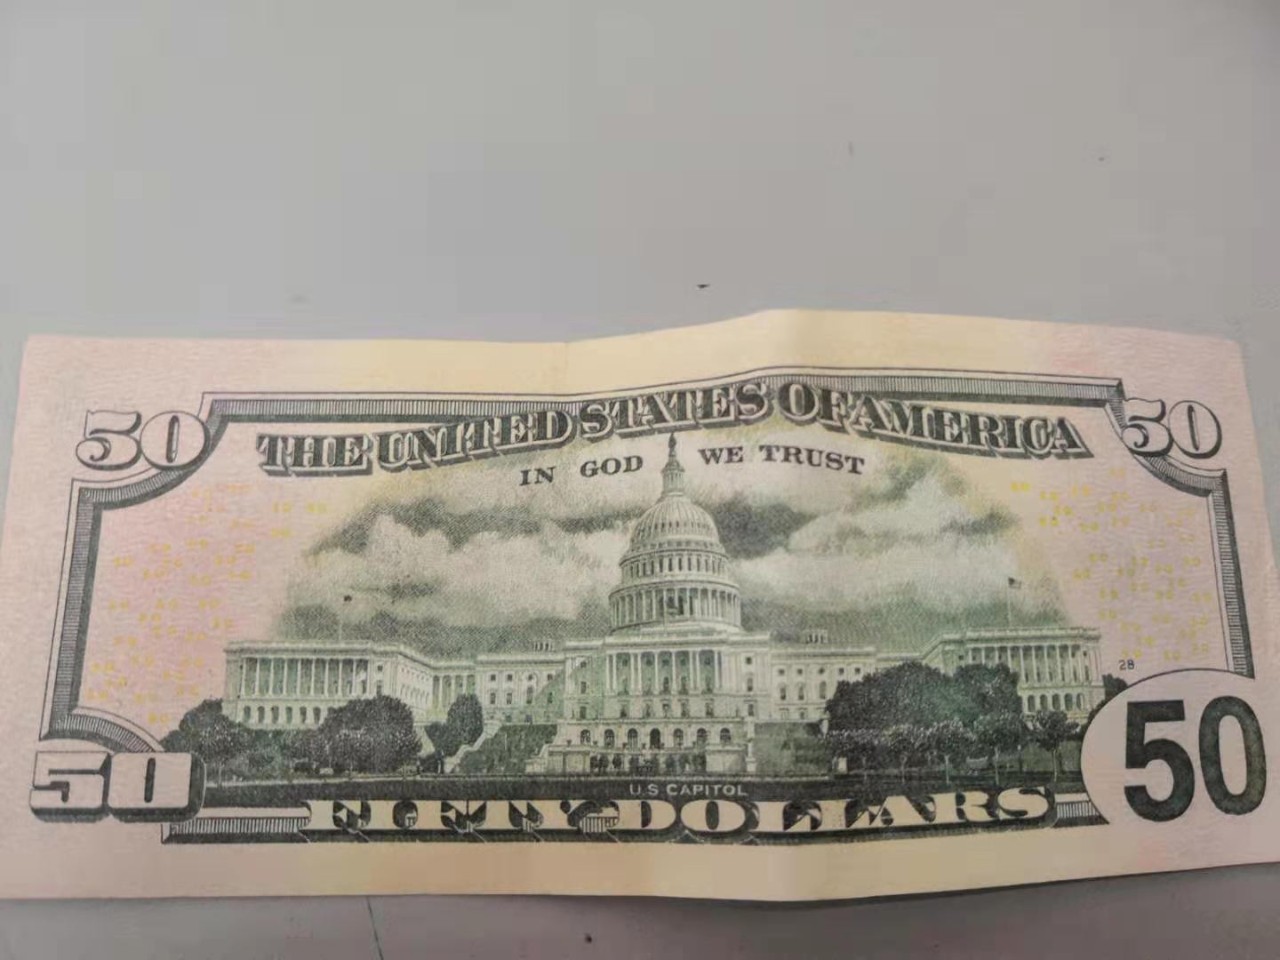 50
THE UNITED STATES OF AMERICA
50
IN GOD WE TRUST
28
50
U.S CAPITOL
FIFTY DOLLARS
50